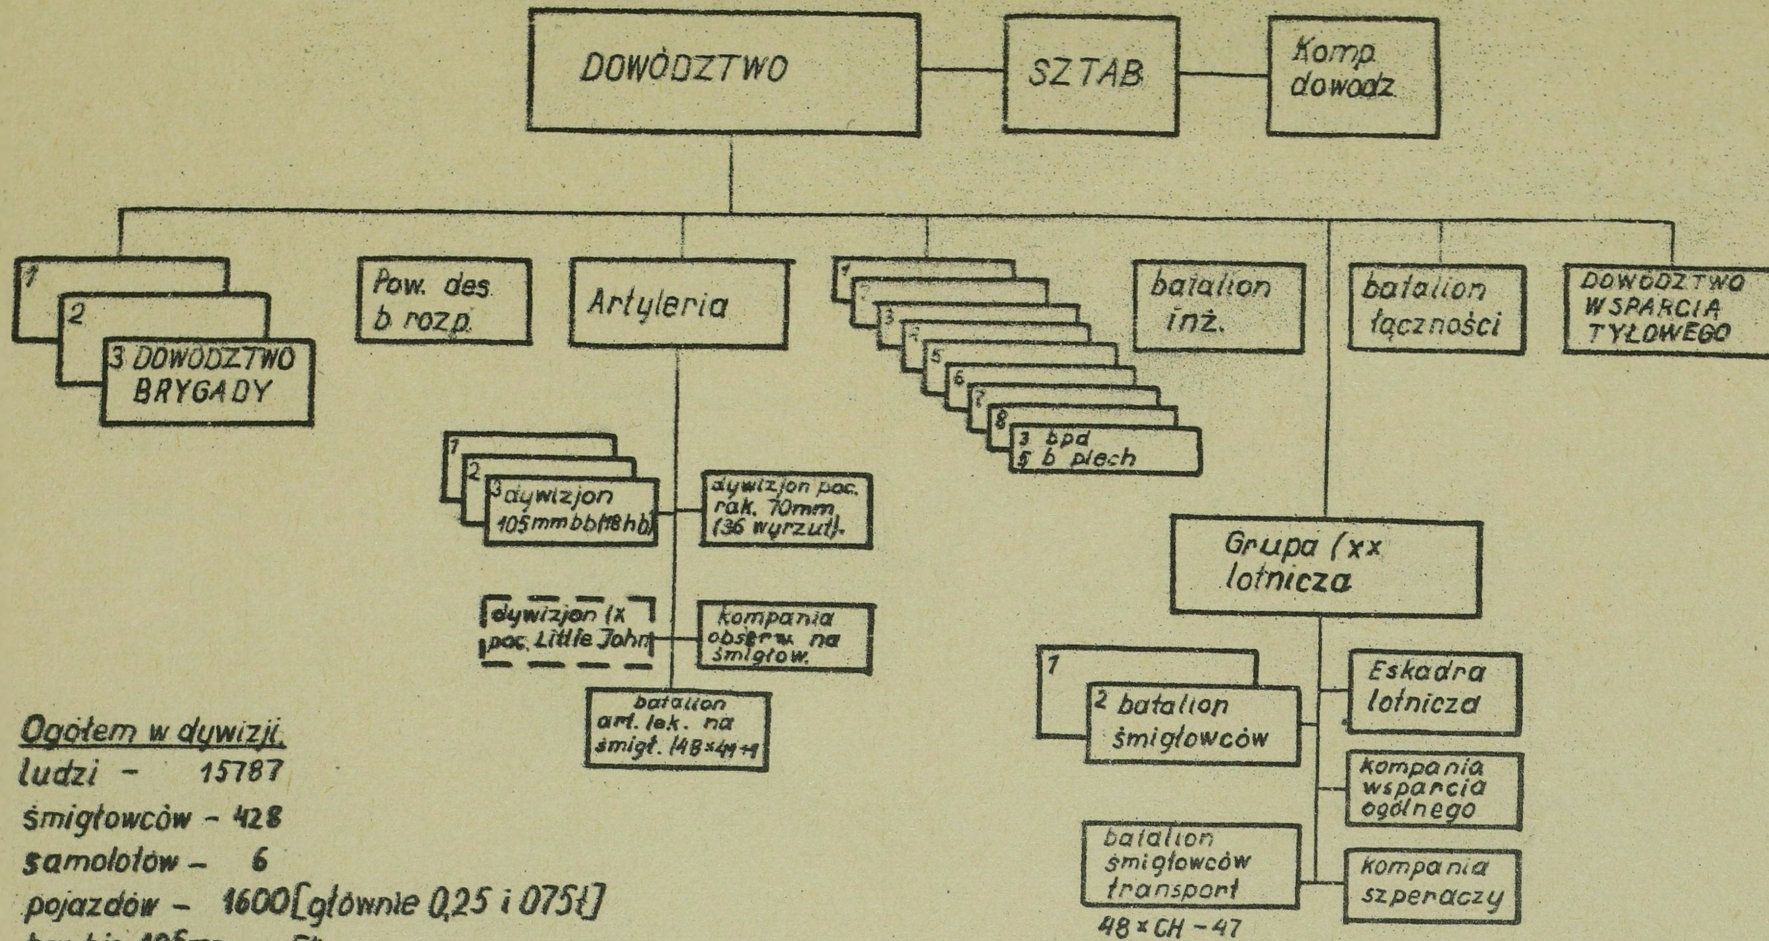 DOWÓDZTWO
SZTAB
Komp.
dowodz
1
2
3 DOWÓDZTWO
BRYGADY
Pow. des.
b rozp.
Artyleria
1
2
3
4
5
6
7
8
3 bpd
5 b piech
batalion
inż.
batalion
łączności
DOWÓDZTWO
WSPARCIA
TYŁOWEGO
1
2
3 dywizjon
105mm bb(18hb)
dywizjon poc.
rak. 70mm
(36 wyrzut).
dywizjon (x
poc. Little John
kompania
obserw. na
śmigłow.
batalion
art. lek. na
śmigł.
Grupa (xx
lotnicza
1
2 batalion
śmigłowców
Eskadra
lotnicza
kompania
wsparcia
ogólnego
batalion
śmigłowców
transport
48 x CH - 47
kompania
szperaczy
Ogółem w dywizji.
ludzi - 15787
śmigłowców - 428
samolotów - 6
pojazdów - 1600[głównie 0,25 i 075t]